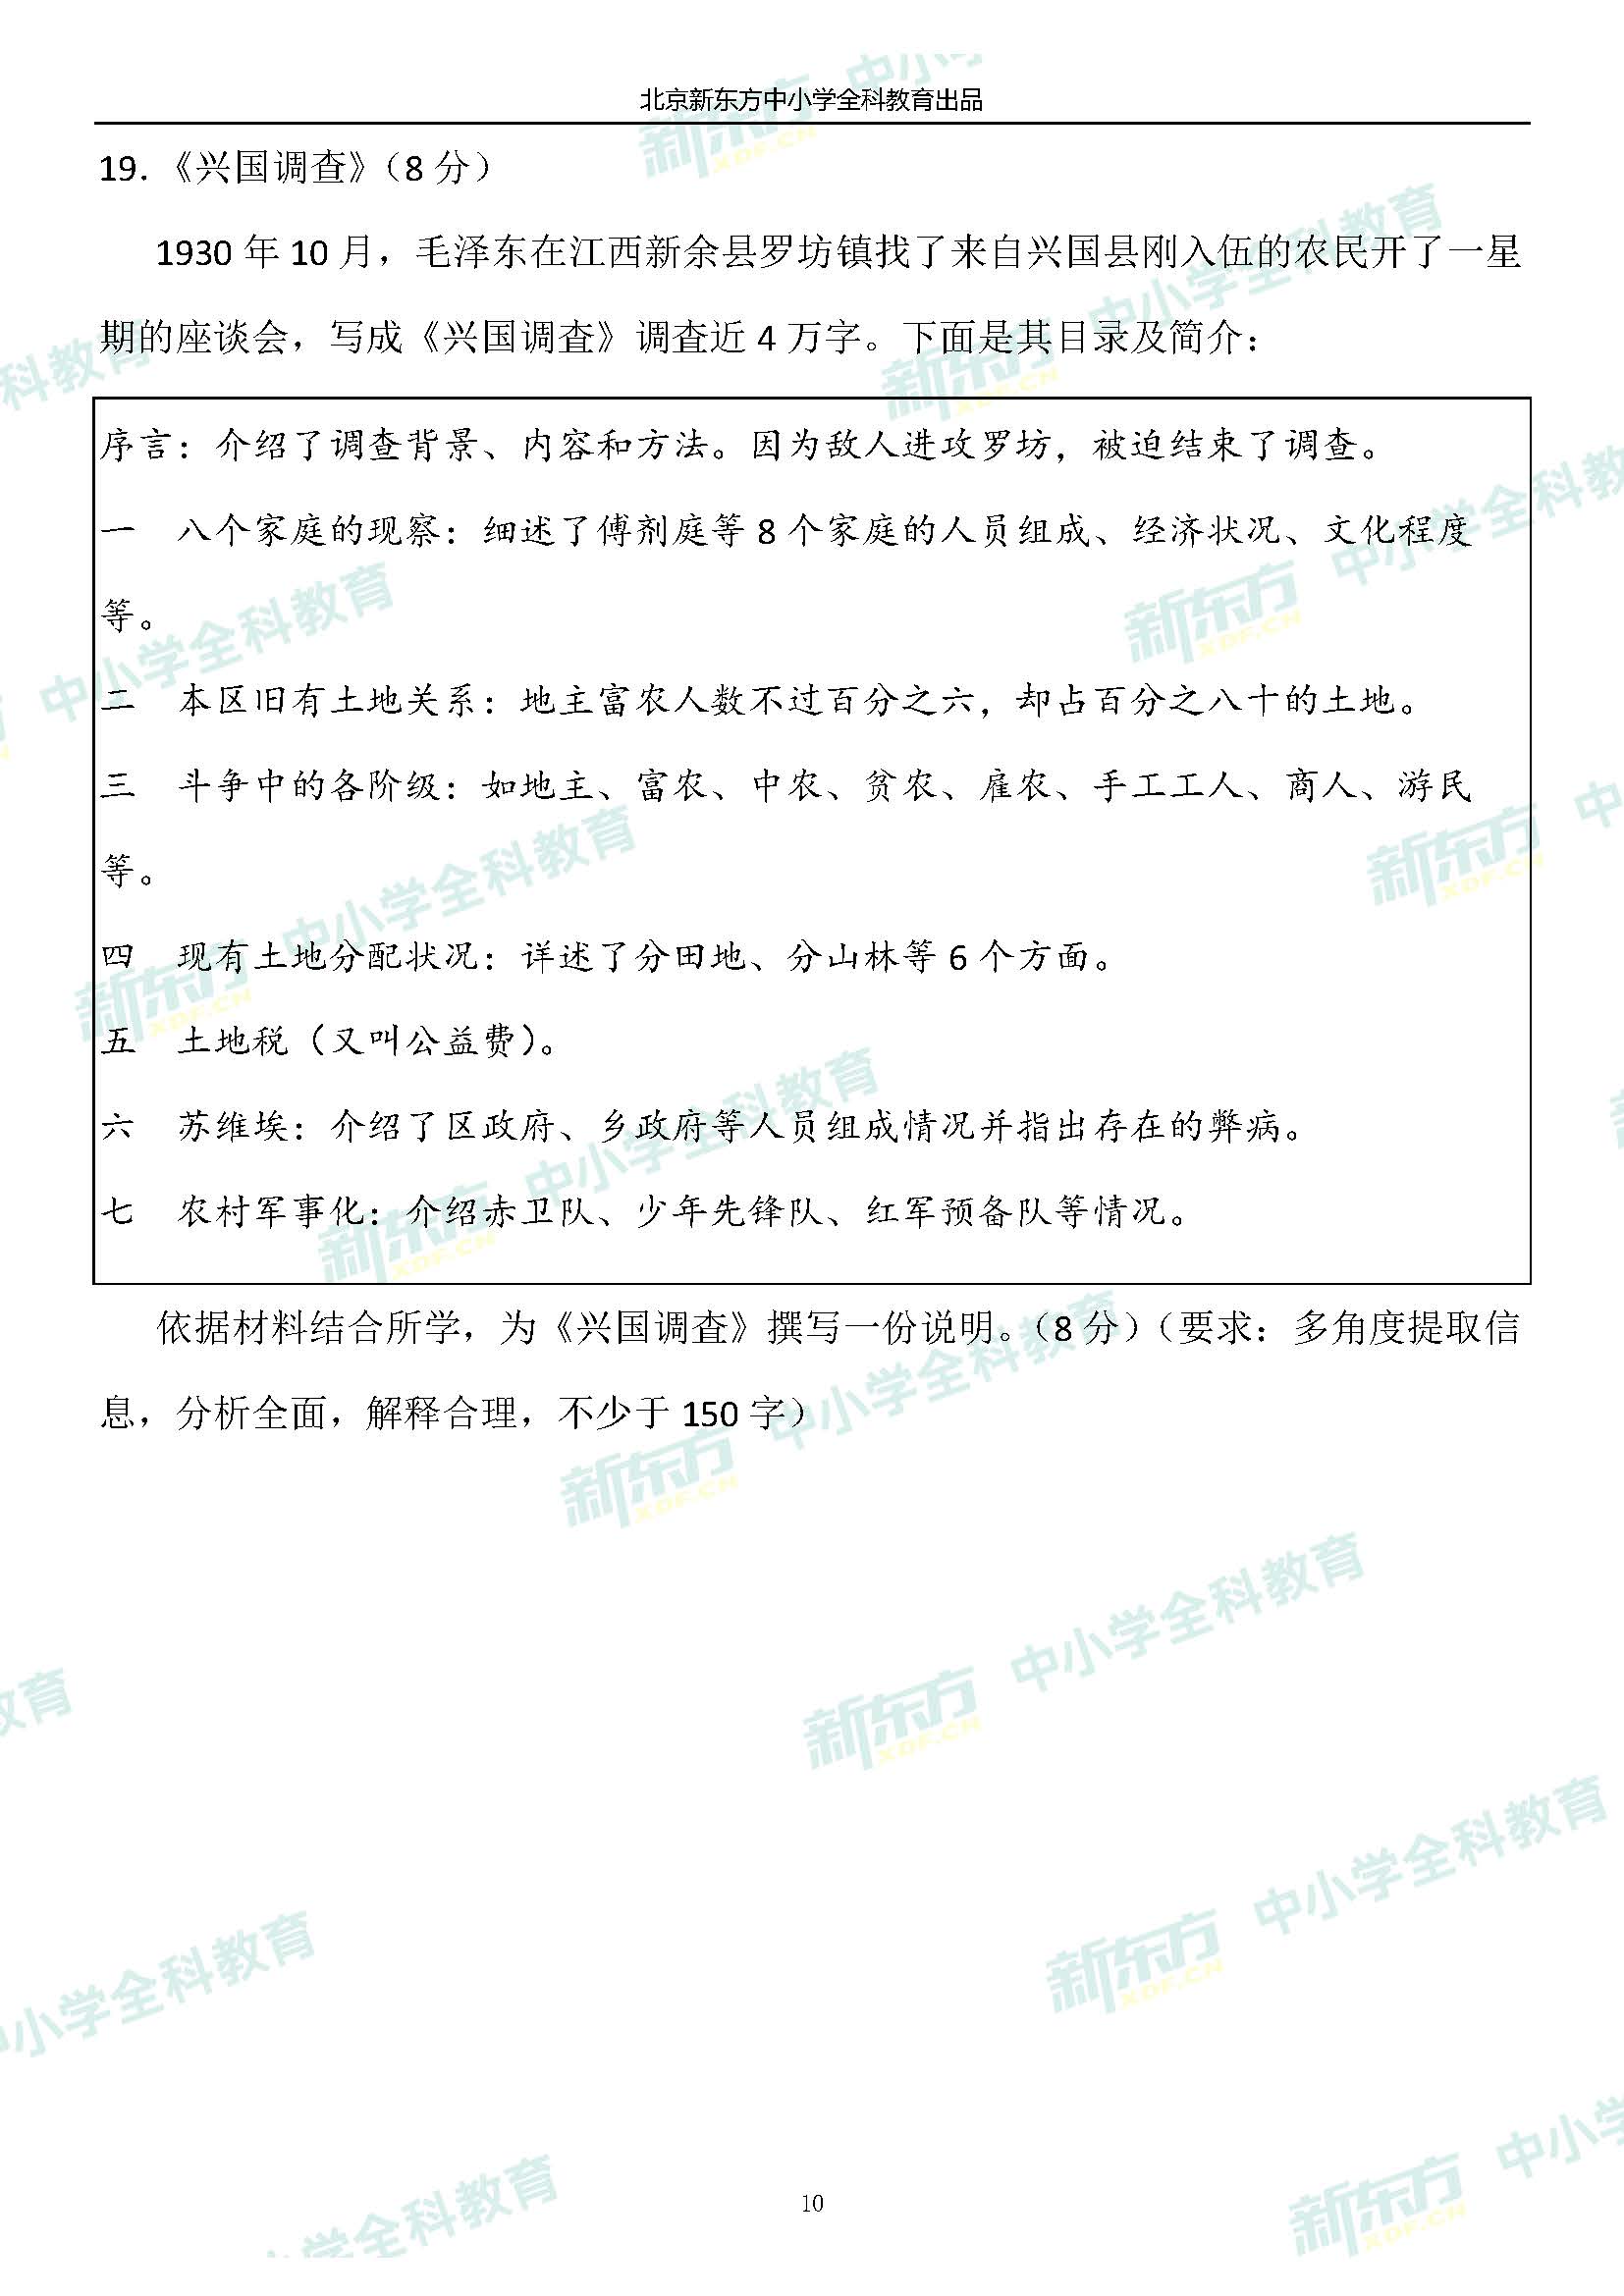 北京新东方中小学全科教育出品
19.《兴国调查》（8 分）
1930 年 10 月，毛泽东在江西新余县罗坊镇找了来自兴国县刚入伍的农民开了一星
期的座谈会，写成《兴国调查》调查近 4 万字。下面是其目录及简介：
序言：介绍了调查背景、内容和方法。因为敌人进攻罗坊，被迫结束了调查。
一 八个家庭的现察：细述了傅剂庭等 8 个家庭的人员组成、经济状况、文化程度
等。
二 本区旧有土地关系：地主富农人数不过百分之六，却占百分之八十的土地。
三 斗争中的各阶级：如地主、富农、中农、贫农、雇农、手工工人、商人、游民
等。
四 现有土地分配状况：详述了分田地、分山林等 6 个方面。
五 土地税（又叫公益费）。
六 苏维埃：介绍了区政府、乡政府等人员组成情况并指出存在的弊病。
七 农村军事化：介绍赤卫队、少年先锋队、红军预备队等情况。
依据材料结合所学，为《兴国调查》撰写一份说明。（8 分）（要求：多角度提取信
息，分析全面，解释合理，不少于 150 字）
10
新东方 XDF.CN 中小学全科教育